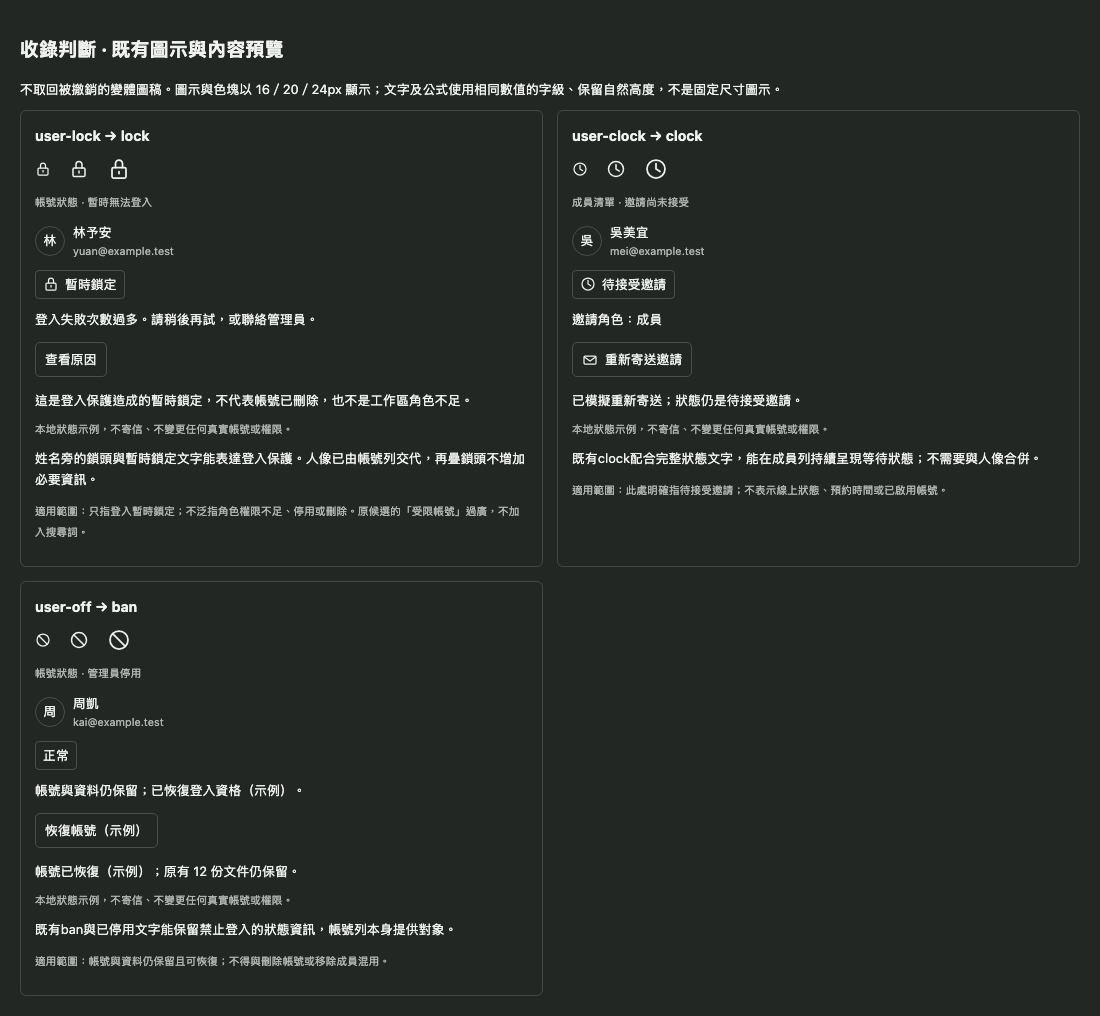 收錄判斷 · 既有圖示與內容預覽
不取回被撤銷的變體圖稿。圖示與色塊以 16 / 20 / 24px 顯示；文字及公式使用相同數值的字級、保留自然高度，不是固定尺寸圖示。
user-lock → lock
帳號狀態 · 暫時無法登入
林
林予安
yuan@example.test
暫時鎖定
登入失敗次數過多。請稍後再試，或聯絡管理員。
查看原因
這是登入保護造成的暫時鎖定，不代表帳號已刪除，也不是工作區角色不足。
本地狀態示例，不寄信、不變更任何真實帳號或權限。
姓名旁的鎖頭與暫時鎖定文字能表達登入保護。人像已由帳號列交代，再疊鎖頭不增加
必要資訊。
適用範圍：只指登入暫時鎖定；不泛指角色權限不足、停用或刪除。原候選的「受限帳號」過廣，不加
入搜尋詞。
user-clock → clock
成員清單 · 邀請尚未接受
吳
吳美宜
mei@example.test
待接受邀請
邀請角色：成員
重新寄送邀請
已模擬重新寄送；狀態仍是待接受邀請。
本地狀態示例，不寄信、不變更任何真實帳號或權限。
既有clock配合完整狀態文字，能在成員列持續呈現等待狀態；不需要與人像合併。
適用範圍：此處明確指待接受邀請；不表示線上狀態、預約時間或已啟用帳號。
user-off → ban
帳號狀態 · 管理員停用
周
周凱
kai@example.test
正常
帳號與資料仍保留；已恢復登入資格（示例）。
恢復帳號（示例）
帳號已恢復（示例）；原有 12 份文件仍保留。
本地狀態示例，不寄信、不變更任何真實帳號或權限。
既有ban與已停用文字能保留禁止登入的狀態資訊，帳號列本身提供對象。
適用範圍：帳號與資料仍保留且可恢復；不得與刪除帳號或移除成員混用。